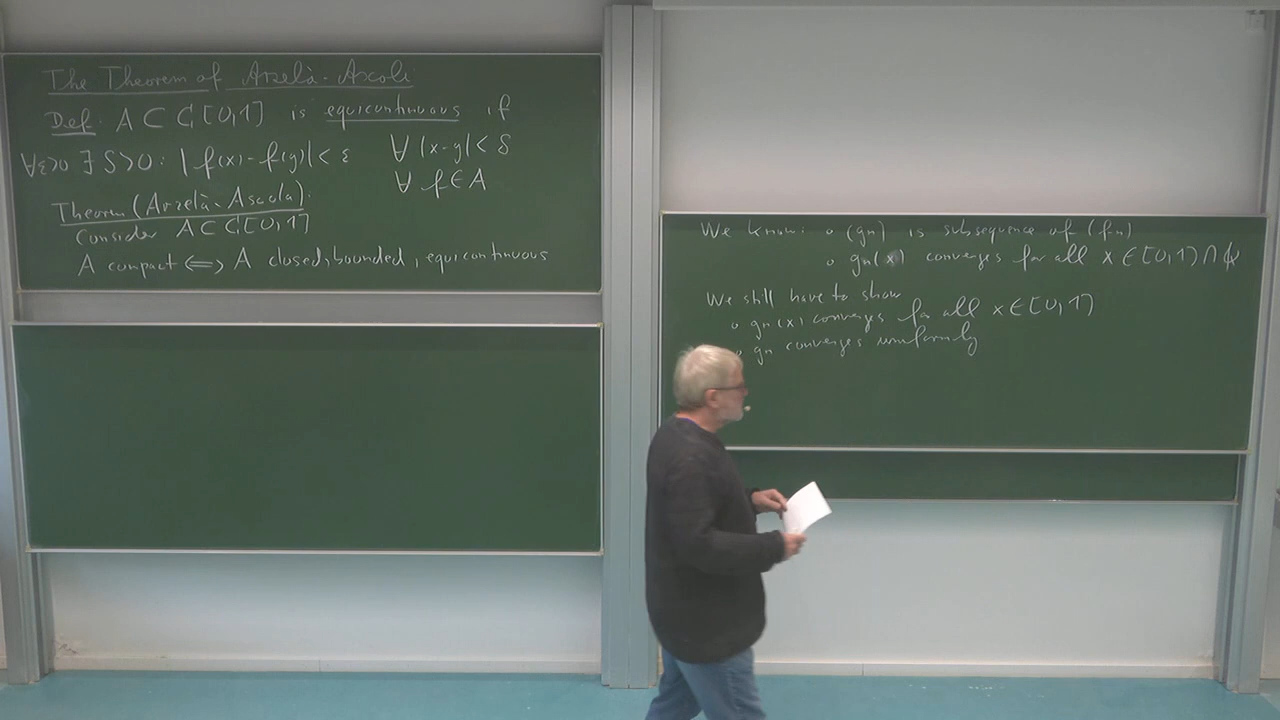 The Theorem of Arzelà-Ascoli
Def: A ⊂ C[0,1] is equicontinuous if
∀ε>0 ∃ δ>0: |f(x)-f(y)| < ε ∀ |x-y| < δ
∀ f ∈ A
Theorem (Arzelà-Ascola):
Consider A ⊂ C[0,1]
A compact ⟺ A closed, bounded, equicontinuous
We know: o (gn) is subsequence of (fn)
o gn(x) converges for all x ∈ [0,1] ∩ ℚ
We still have to show
o gn(x) converges for all x ∈ [0,1]
o gn converges uniformly